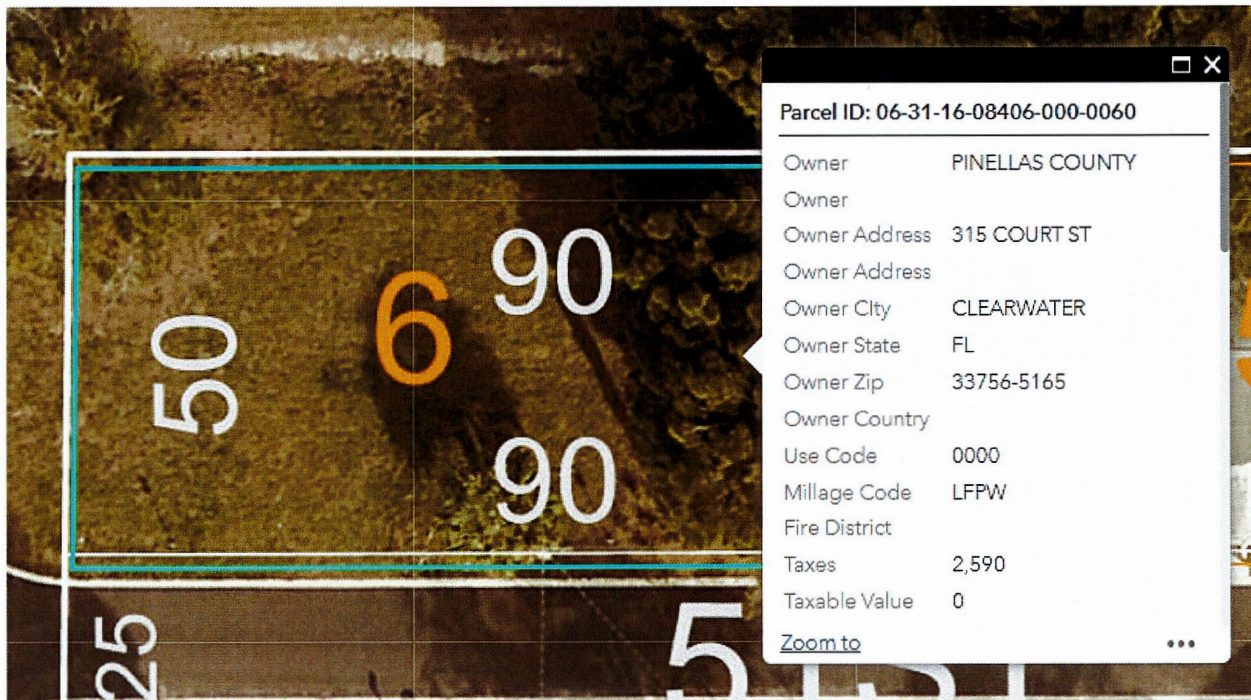 Parcel ID: 06-31-16-08406-000-0060
Owner PINELLAS COUNTY
Owner
Owner Address 315 COURT ST
Owner Address
Owner CIty CLEARWATER
Owner State FL
Owner Zip 33756-5165
Owner Country
Use Code 0000
Millage Code LFPW
Fire District
Taxes 2,590
Taxable Value 0
Zoom to
90
6
50
90
25